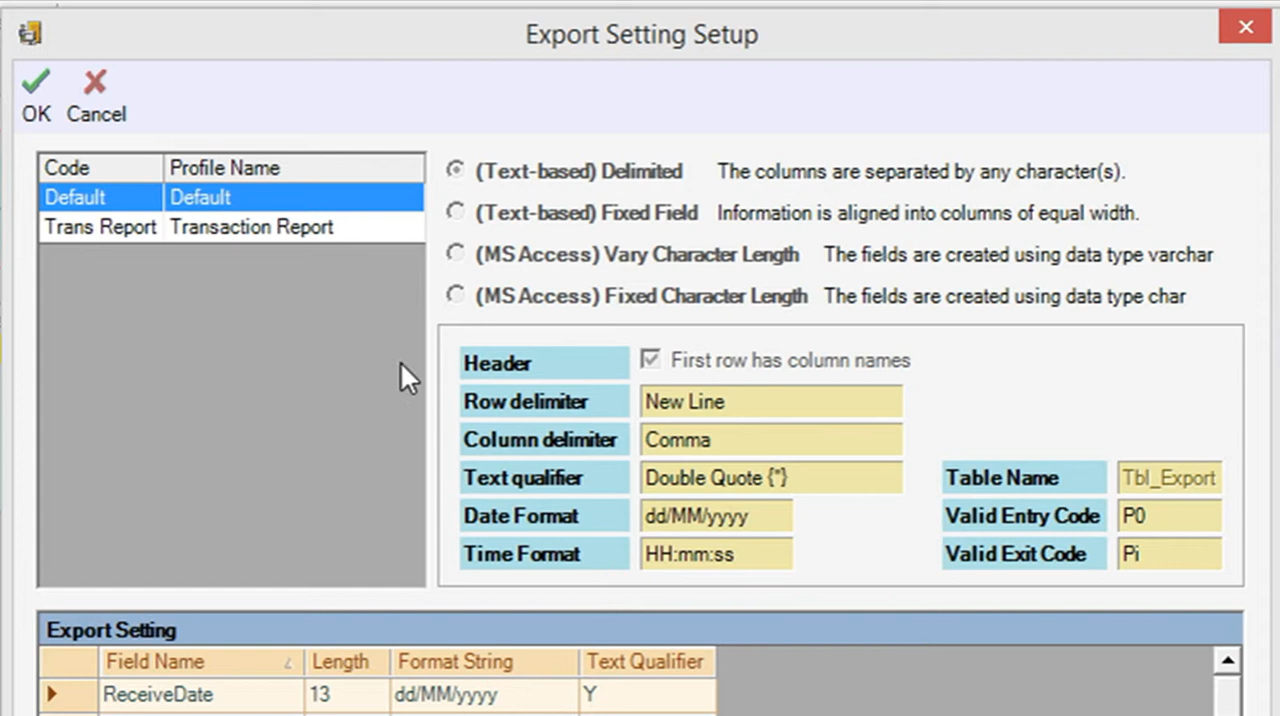 Export Setting Setup
OK Cancel
Code Profile Name
Default Default
Trans Report Transaction Report
(Text-based) Delimited The columns are separated by any character(s).
(Text-based) Fixed Field Information is aligned into columns of equal width.
(MS Access) Vary Character Length The fields are created using data type varchar
(MS Access) Fixed Character Length The fields are created using data type char
Header First row has column names
Row delimiter New Line
Column delimiter Comma
Text qualifier Double Quote {"} Table Name Tbl_Export
Date Format dd/MM/yyyy Valid Entry Code P0
Time Format HH:mm:ss Valid Exit Code Pi
Export Setting
Field Name Length Format String Text Qualifier
ReceiveDate 13 dd/MM/yyyy Y